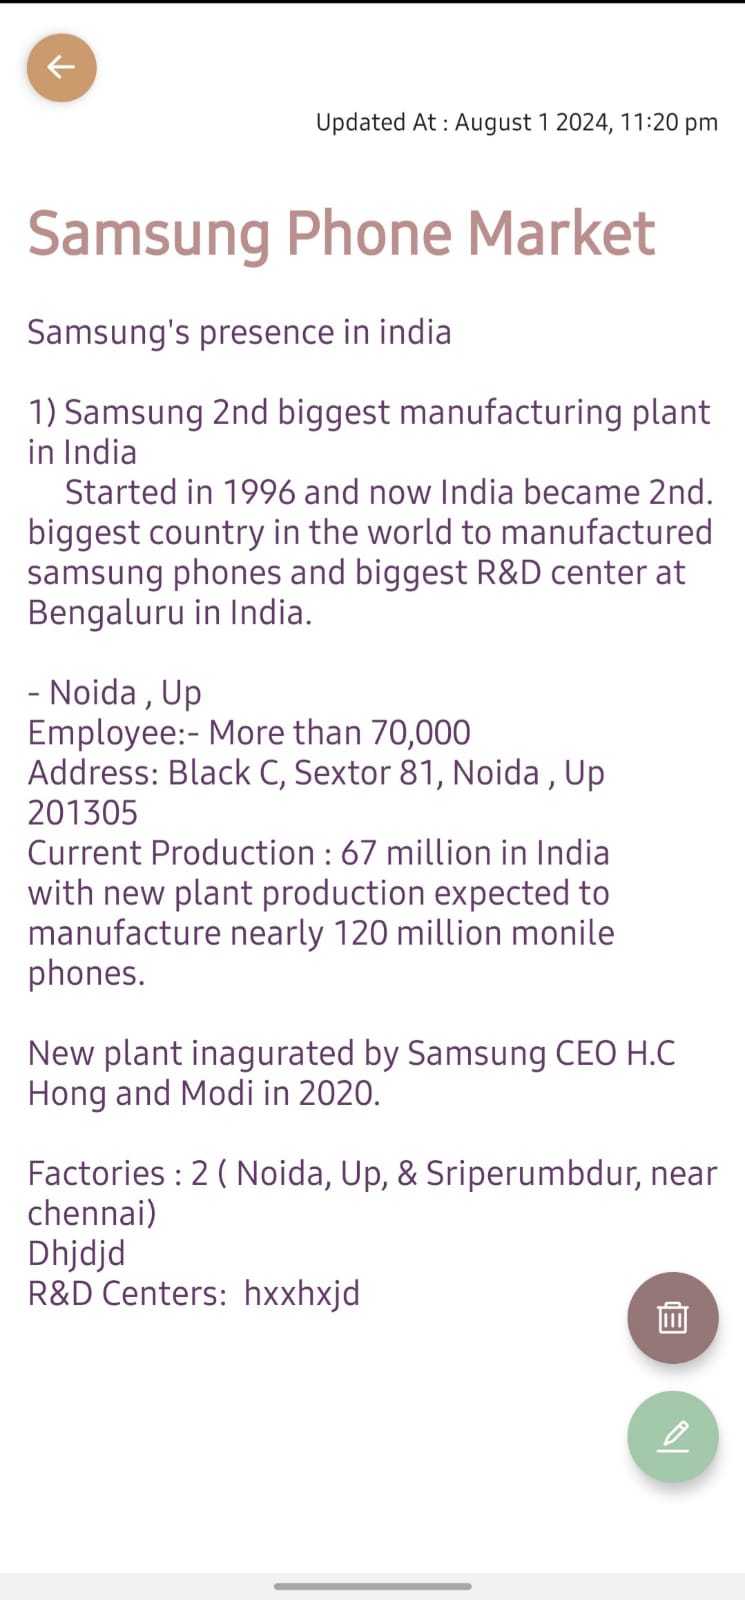 Updated At : August 1 2024, 11:20 pm
Samsung Phone Market
Samsung's presence in india
1) Samsung 2nd biggest manufacturing plant
in India
Started in 1996 and now India became 2nd.
biggest country in the world to manufactured
samsung phones and biggest R&D center at
Bengaluru in India.
- Noida , Up
Employee:- More than 70,000
Address: Black C, Sextor 81, Noida , Up
201305
Current Production : 67 million in India
with new plant production expected to
manufacture nearly 120 million monile
phones.
New plant inagurated by Samsung CEO H.C
Hong and Modi in 2020.
Factories : 2 ( Noida, Up, & Sriperumbdur, near
chennai)
Dhjdjd
R&D Centers:  hxxhxjd